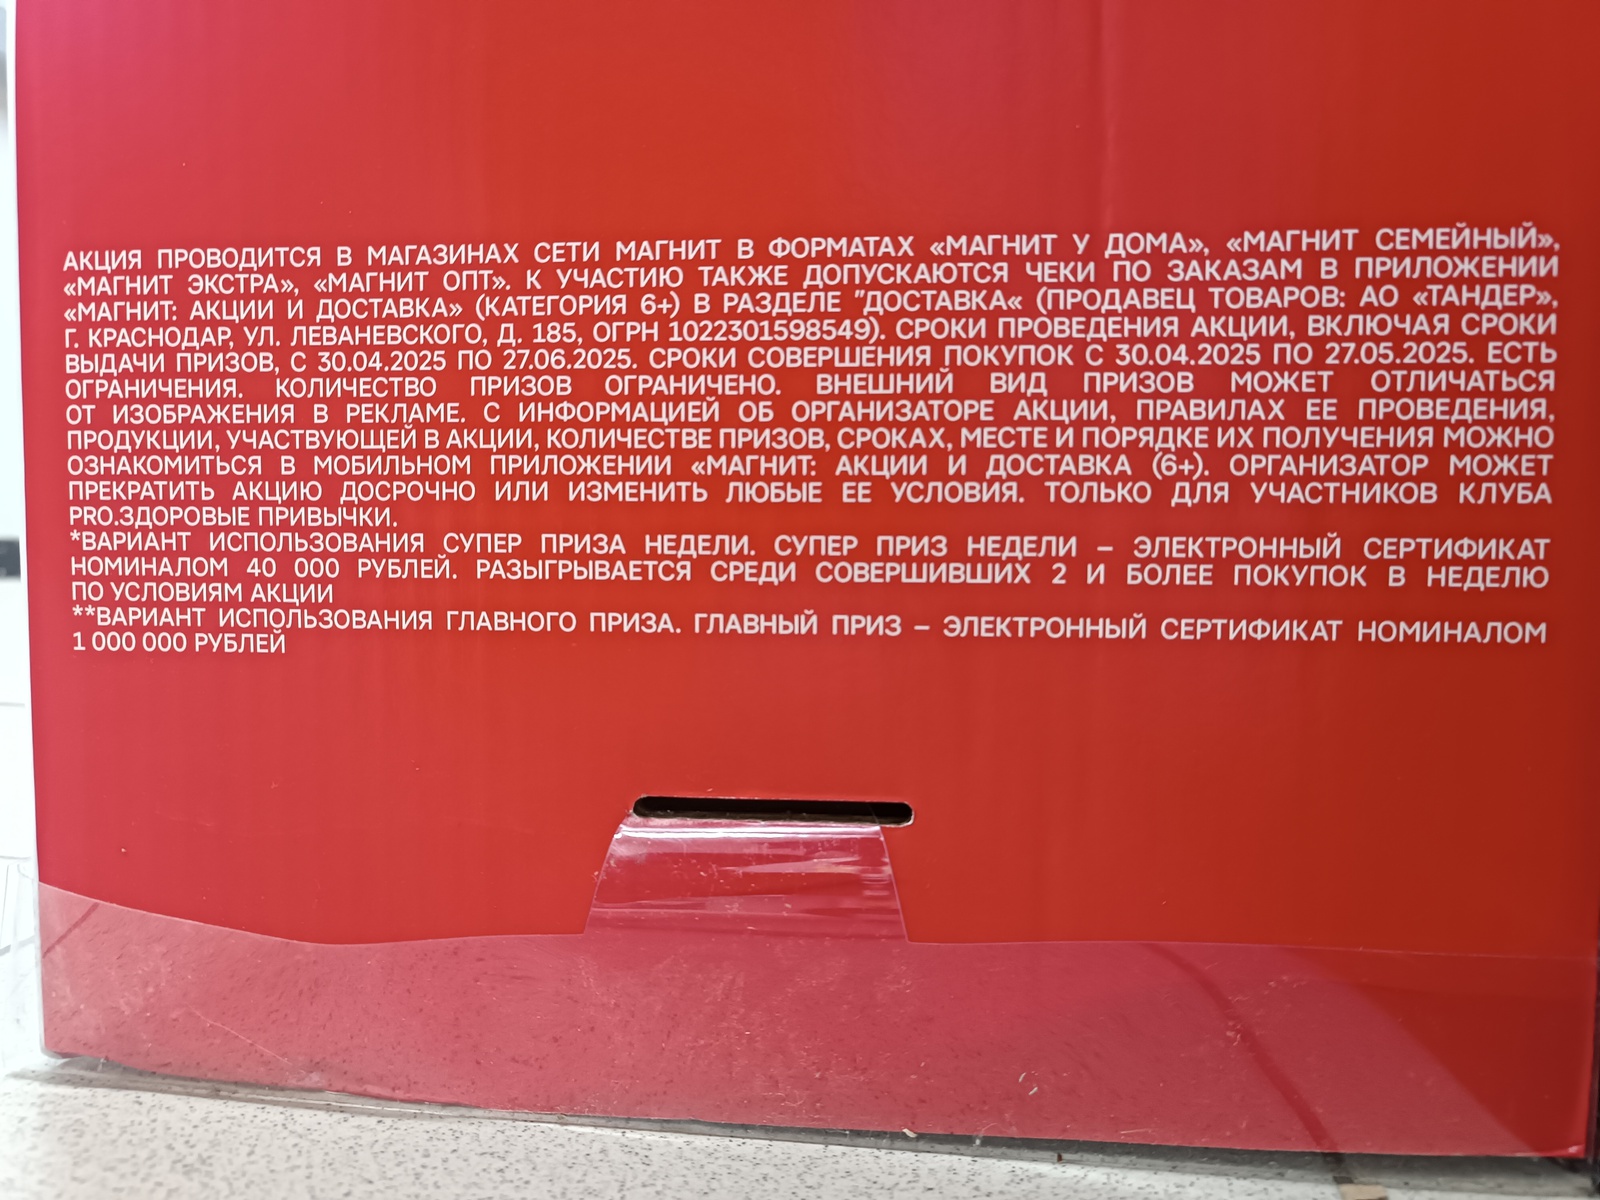 АКЦИЯ ПРОВОДИТСЯ В МАГАЗИНАХ СЕТИ МАГНИТ В ФОРМАТАХ «МАГНИТ У ДОМА», «МАГНИТ СЕМЕЙНЫЙ»,
«МАГНИТ ЭКСТРА», «МАГНИТ ОПТ». К УЧАСТИЮ ТАКЖЕ ДОПУСКАЮТСЯ ЧЕКИ ПО ЗАКАЗАМ В ПРИЛОЖЕНИИ
«МАГНИТ: АКЦИИ И ДОСТАВКА» (КАТЕГОРИЯ 6+) В РАЗДЕЛЕ "ДОСТАВКА« (ПРОДАВЕЦ ТОВАРОВ: АО «ТАНДЕР»,
Г. КРАСНОДАР, УЛ. ЛЕВАНЕВСКОГО, Д. 185, ОГРН 1022301598549). СРОКИ ПРОВЕДЕНИЯ АКЦИИ, ВКЛЮЧАЯ СРОКИ
ВЫДАЧИ ПРИЗОВ, С 30.04.2025 ПО 27.06.2025. СРОКИ СОВЕРШЕНИЯ ПОКУПОК С 30.04.2025 ПО 27.05.2025. ЕСТЬ
ОГРАНИЧЕНИЯ. КОЛИЧЕСТВО ПРИЗОВ ОГРАНИЧЕНО. ВНЕШНИЙ ВИД ПРИЗОВ МОЖЕТ ОТЛИЧАТЬСЯ
ОТ ИЗОБРАЖЕНИЯ В РЕКЛАМЕ. С ИНФОРМАЦИЕЙ ОБ ОРГАНИЗАТОРЕ АКЦИИ, ПРАВИЛАХ ЕЕ ПРОВЕДЕНИЯ,
ПРОДУКЦИИ, УЧАСТВУЮЩЕЙ В АКЦИИ, КОЛИЧЕСТВЕ ПРИЗОВ, СРОКАХ, МЕСТЕ И ПОРЯДКЕ ИХ ПОЛУЧЕНИЯ МОЖНО
ОЗНАКОМИТЬСЯ В МОБИЛЬНОМ ПРИЛОЖЕНИИ «МАГНИТ: АКЦИИ И ДОСТАВКА (6+). ОРГАНИЗАТОР МОЖЕТ
ПРЕКРАТИТЬ АКЦИЮ ДОСРОЧНО ИЛИ ИЗМЕНИТЬ ЛЮБЫЕ ЕЕ УСЛОВИЯ. ТОЛЬКО ДЛЯ УЧАСТНИКОВ КЛУБА
PRO.ЗДОРОВЫЕ ПРИВЫЧКИ.
*ВАРИАНТ ИСПОЛЬЗОВАНИЯ СУПЕР ПРИЗА НЕДЕЛИ. СУПЕР ПРИЗ НЕДЕЛИ – ЭЛЕКТРОННЫЙ СЕРТИФИКАТ
НОМИНАЛОМ 40 000 РУБЛЕЙ. РАЗЫГРЫВАЕТСЯ СРЕДИ СОВЕРШИВШИХ 2 И БОЛЕЕ ПОКУПОК В НЕДЕЛЮ
ПО УСЛОВИЯМ АКЦИИ
**ВАРИАНТ ИСПОЛЬЗОВАНИЯ ГЛАВНОГО ПРИЗА. ГЛАВНЫЙ ПРИЗ – ЭЛЕКТРОННЫЙ СЕРТИФИКАТ НОМИНАЛОМ
1 000 000 РУБЛЕЙ